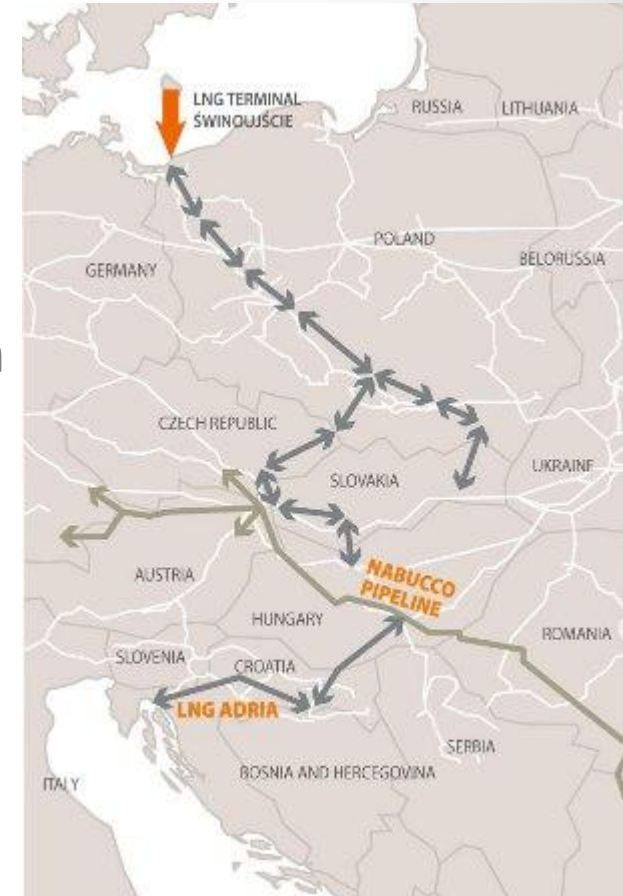 LNG TERMINAL
ŚWINOUJŚCIE
RUSSIA
LITHUANIA
POLAND
BELORUSSIA
GERMANY
CZECH REPUBLIC
UKRAINE
SLOVAKIA
AUSTRIA
NABUCCO
PIPELINE
HUNGARY
ROMANIA
SLOVENIA
CROATIA
LNG ADRIA
SERBIA
BOSNIA AND HERCEGOVINA
ITALY